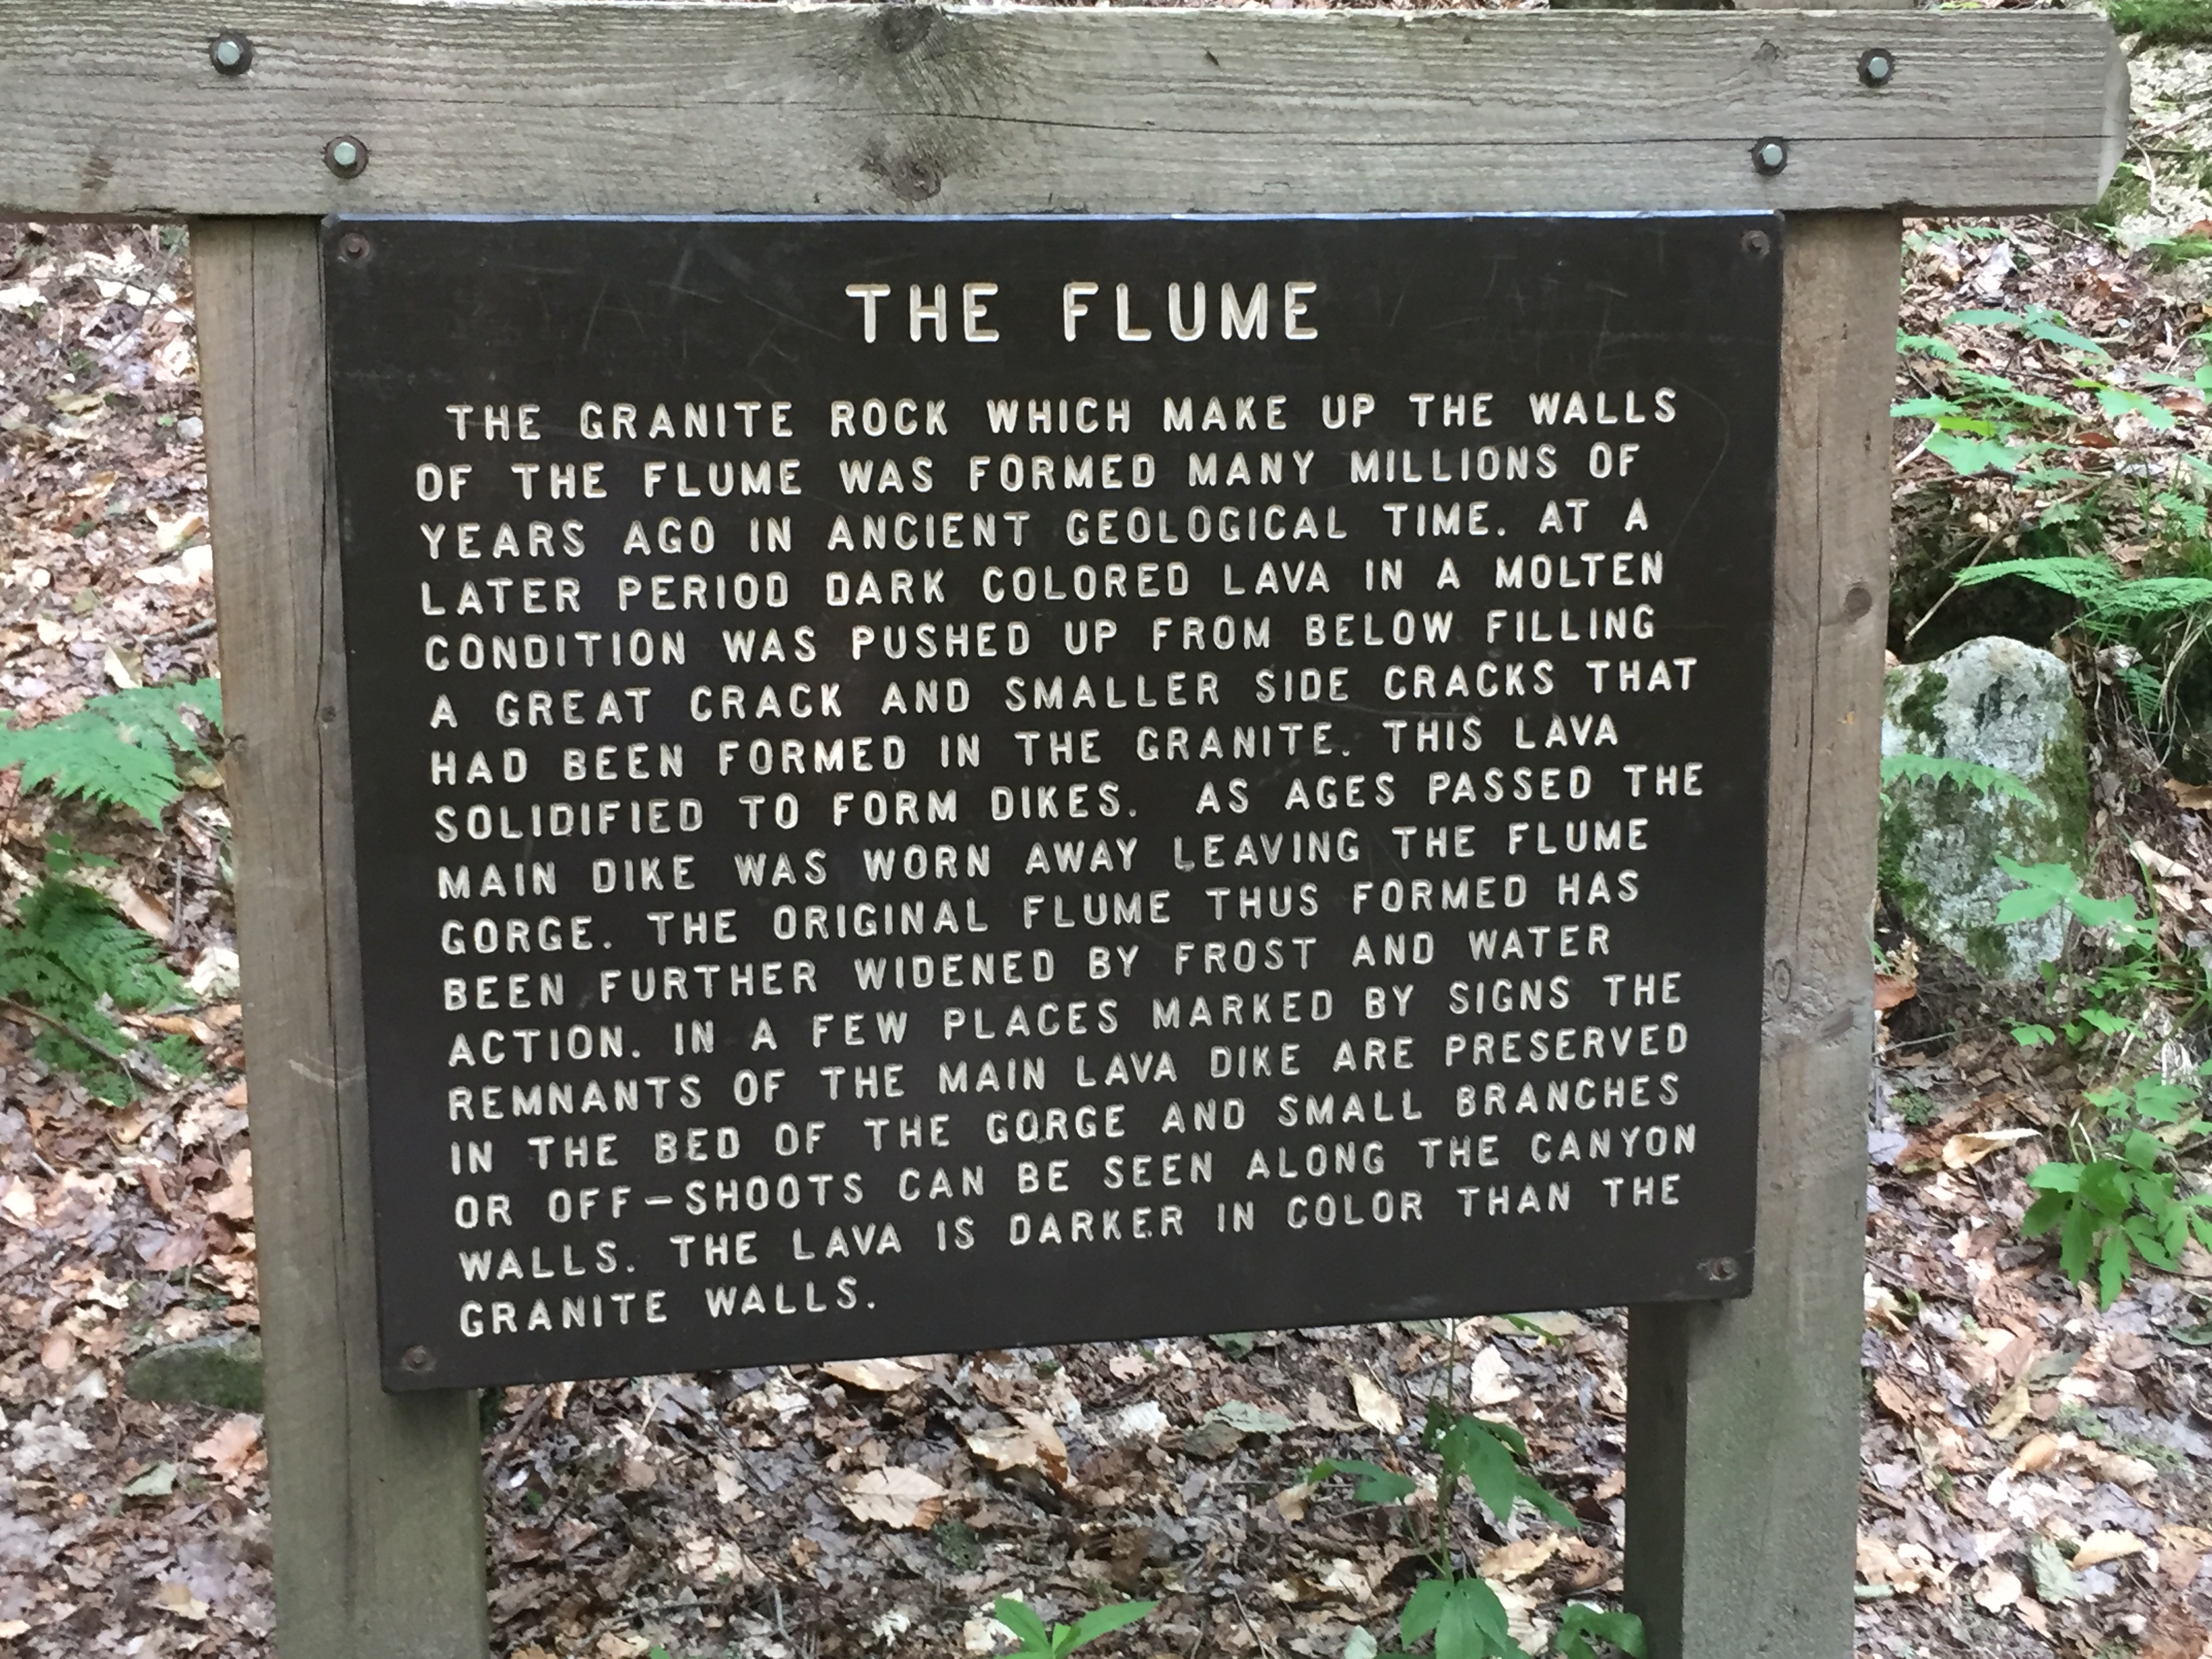 THE FLUME
THE GRANITE ROCK WHICH MAKE UP THE WALLS
OF THE FLUME WAS FORMED MANY MILLIONS OF
YEARS AGO IN ANCIENT GEOLOGICAL TIME. AT A
LATER PERIOD DARK COLORED LAVA IN A MOLTEN
CONDITION WAS PUSHED UP FROM BELOW FILLING
A GREAT CRACK AND SMALLER SIDE CRACKS THAT
HAD BEEN FORMED IN THE GRANITE. THIS LAVA
SOLIDIFIED TO FORM DIKES. AS AGES PASSED THE
MAIN DIKE WAS WORN AWAY LEAVING THE FLUME
GORGE. THE ORIGINAL FLUME THUS FORMED HAS
BEEN FURTHER WIDENED BY FROST AND WATER
ACTION. IN A FEW PLACES MARKED BY SIGNS THE
REMNANTS OF THE MAIN LAVA DIKE ARE PRESERVED
IN THE BED OF THE GORGE AND SMALL BRANCHES
OR OFF-SHOOTS CAN BE SEEN ALONG THE CANYON
WALLS. THE LAVA IS DARKER IN COLOR THAN THE
GRANITE WALLS.